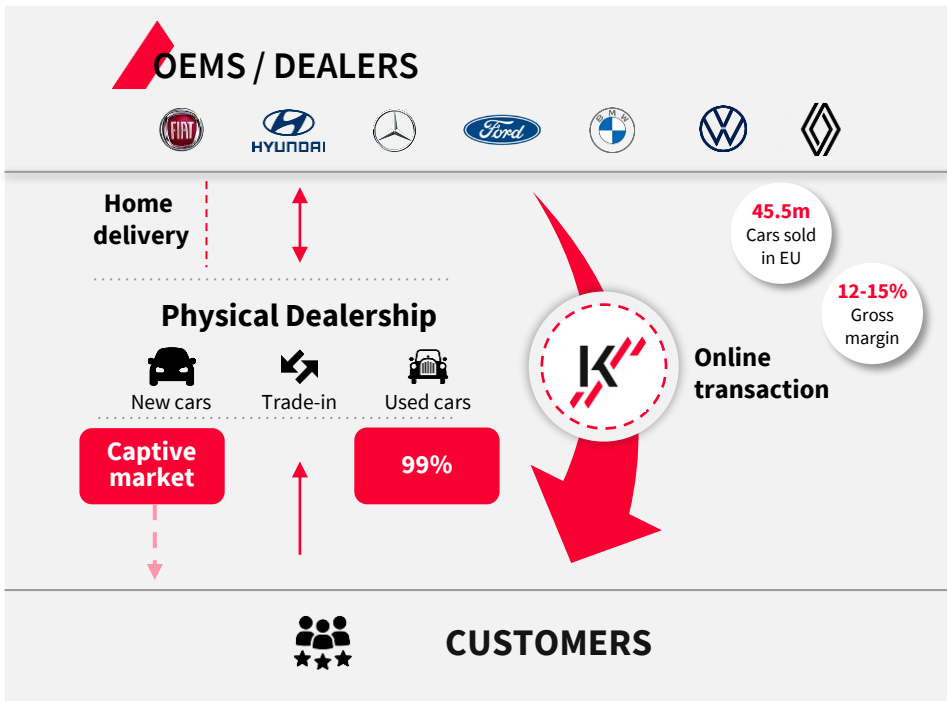 OEMS / DEALERS
FIAT
HYUNDAI
Ford
BMW
Home
delivery
45.5m
Cars sold
in EU
12-15%
Gross
margin
Physical Dealership
New cars
Trade-in
Used cars
K
Online
transaction
Captive
market
99%
CUSTOMERS